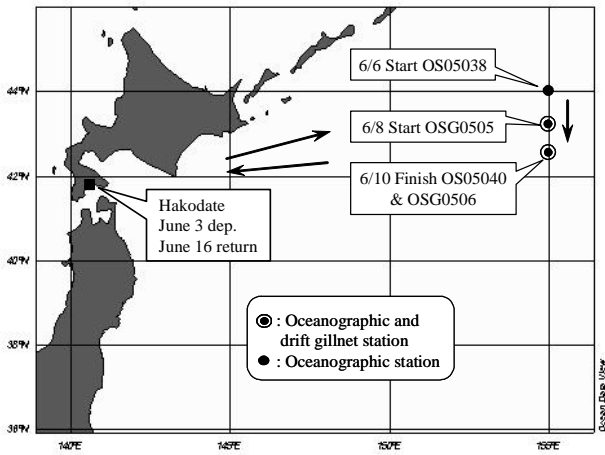 44°N
42°N
40°N
38°N
36°N
140°E
145°E
150°E
155°E
6/6 Start OS05038
6/8 Start OSG0505
6/10 Finish OS05040
& OSG0506
Hakodate
June 3 dep.
June 16 return
: Oceanographic and
drift gillnet station
: Oceanographic station
Ocean Data View